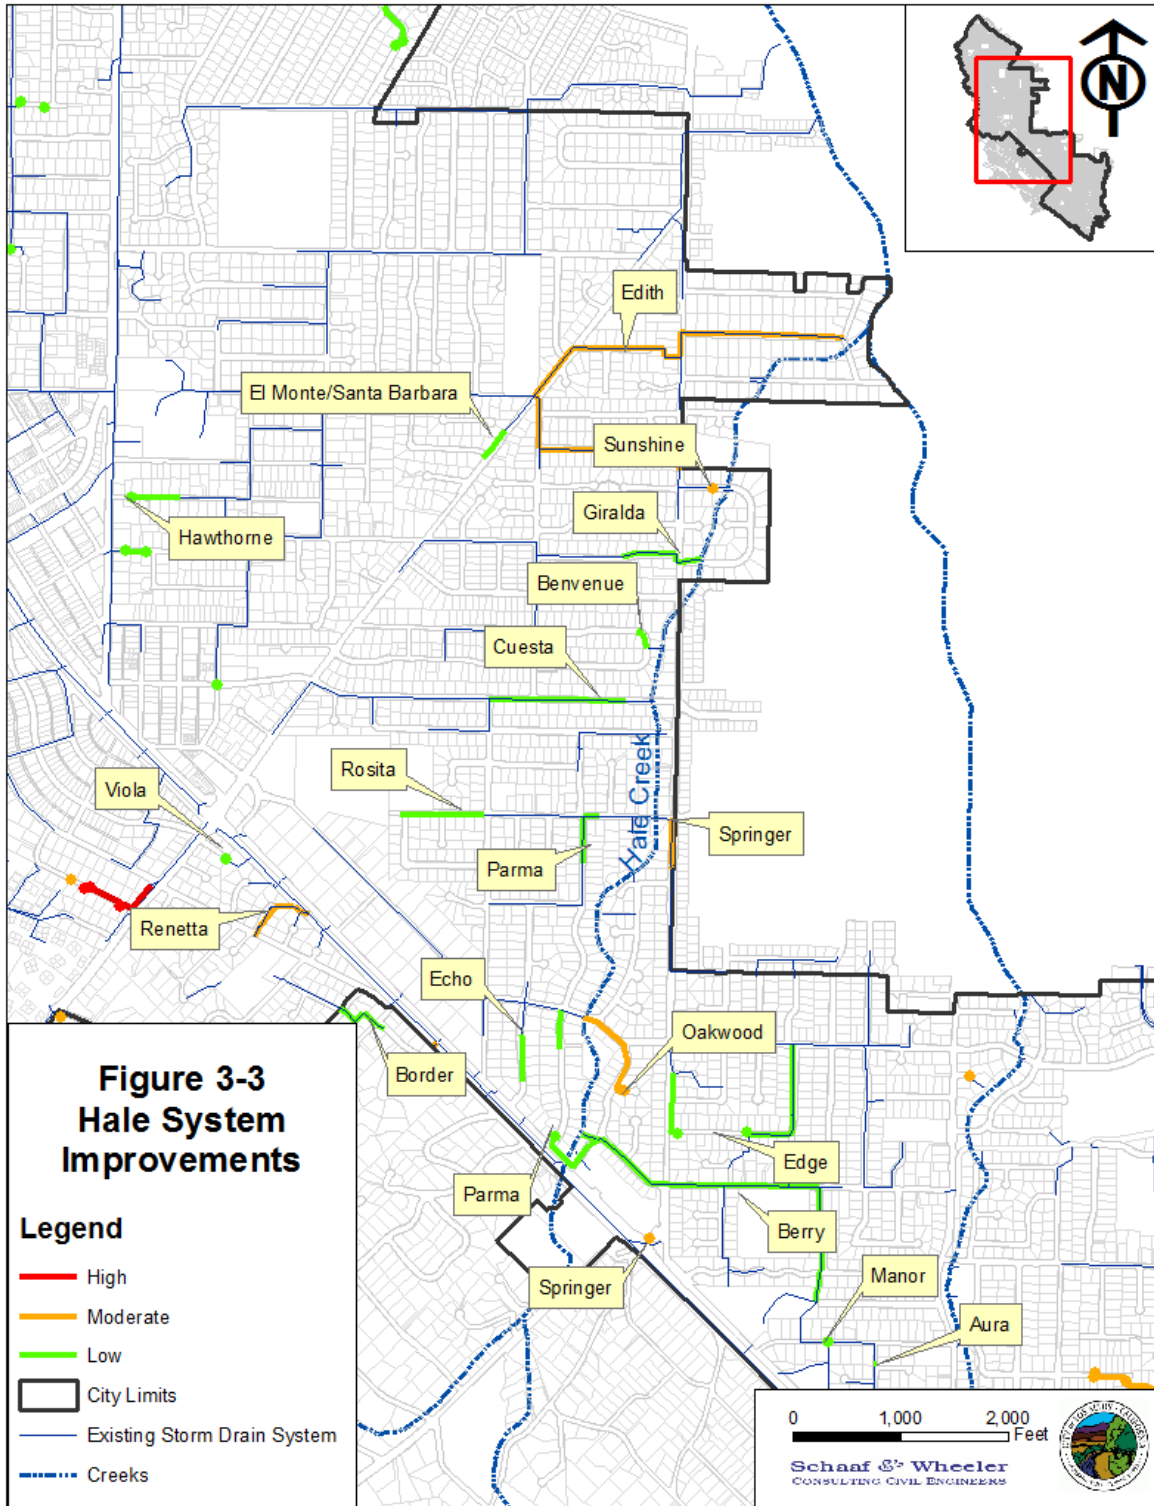 N
Edith
El Monte/Santa Barbara
Sunshine
Giralda
Hawthorne
Benvenue
Cuesta
Hale Creek
Rosita
Viola
Springer
Parma
Renetta
Echo
Oakwood
Border
Edge
Parma
Berry
Springer
Manor
Aura
Figure 3-3
Hale System
Improvements
Legend
High
Moderate
Low
City Limits
Existing Storm Drain System
Creeks
0 1,000 2,000
Feet
Schaaf & Wheeler
CONSULTING CIVIL ENGINEERS